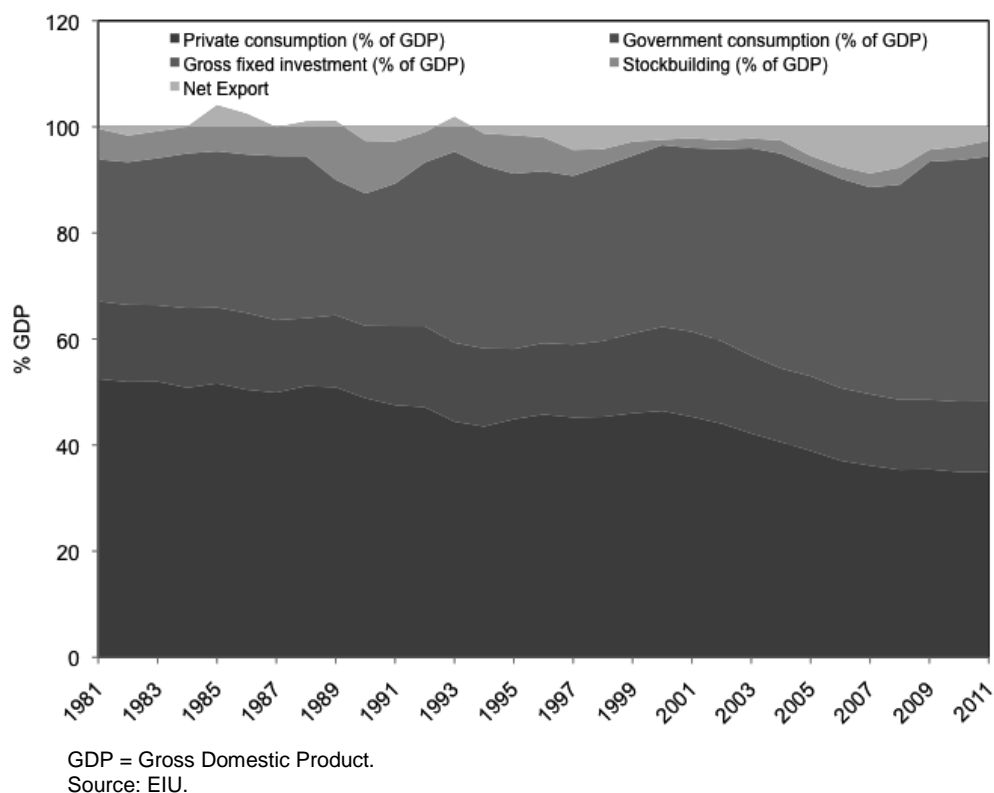 120
Private consumption (% of GDP) Government consumption (% of GDP)
Gross fixed investment (% of GDP) Stockbuilding (% of GDP)
Net Export
100
80
60
40
20
0
% GDP
1981 1983 1985 1987 1989 1991 1993 1995 1997 1999 2001 2003 2005 2007 2009 2011
GDP = Gross Domestic Product.
Source: EIU.